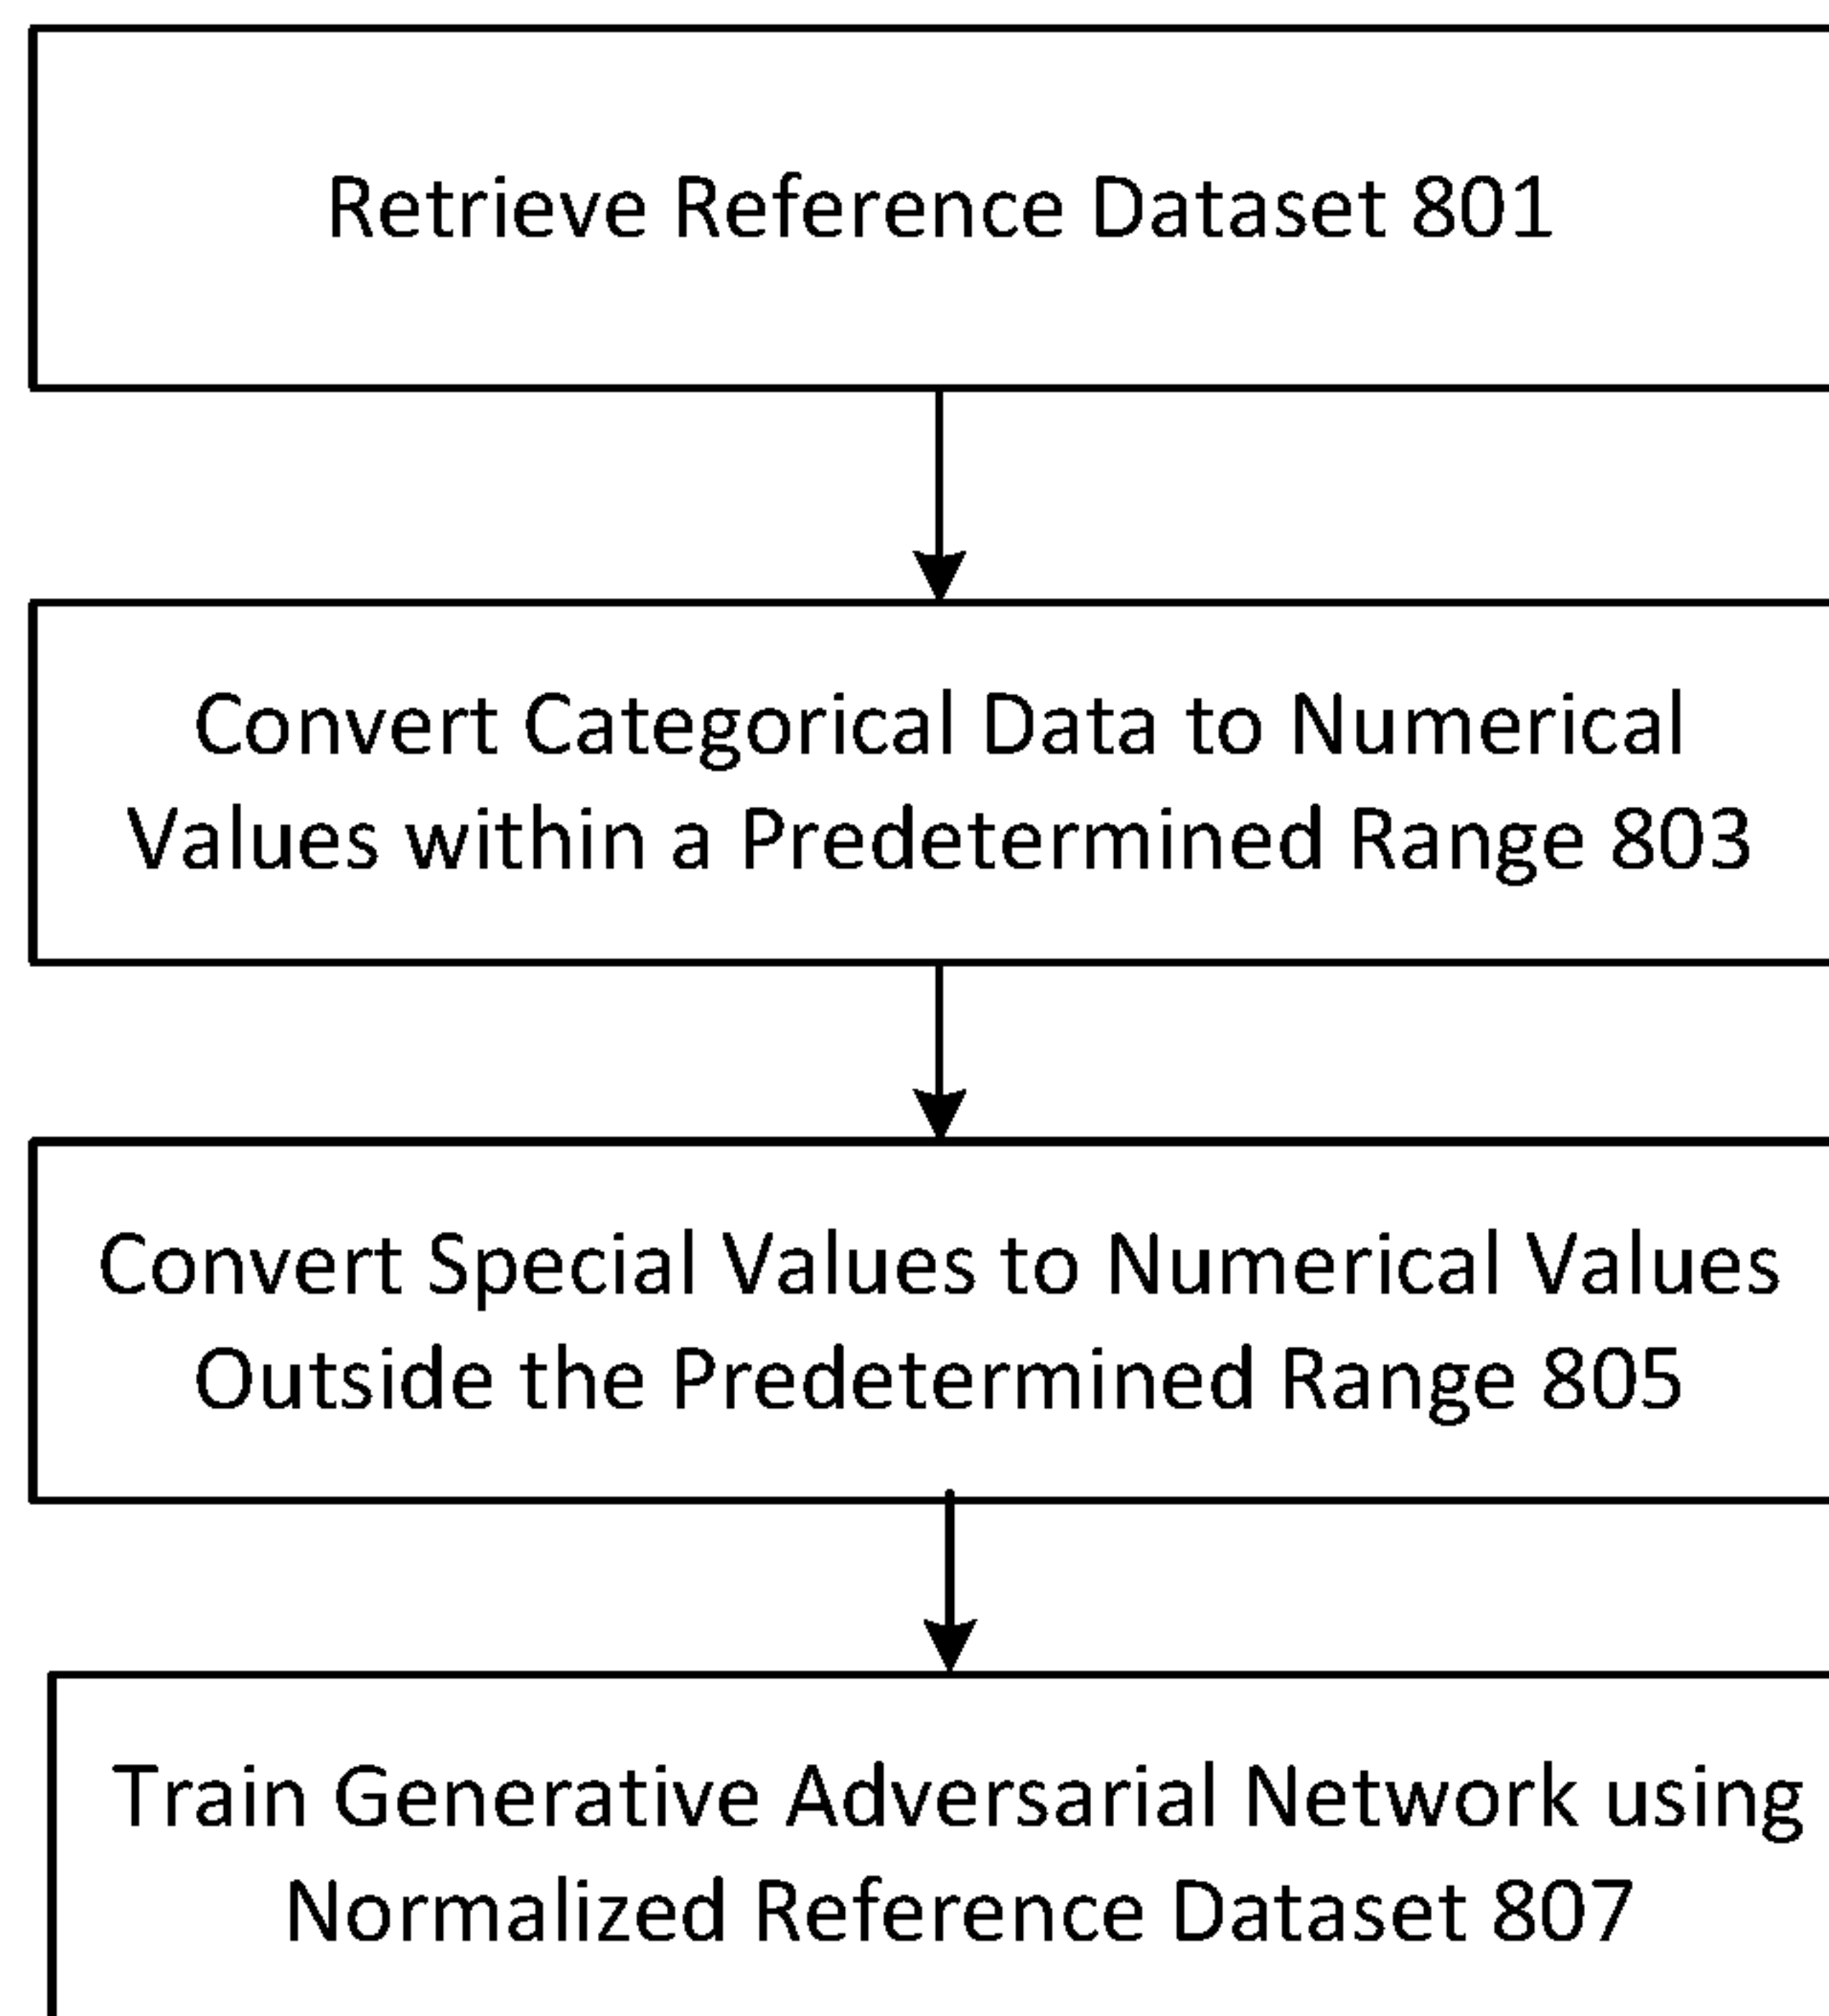 Retrieve Reference Dataset 801
Convert Categorical Data to Numerical
Values within a Predetermined Range 803
Convert Special Values to Numerical Values
Outside the Predetermined Range 805
Train Generative Adversarial Network using
Normalized Reference Dataset 807